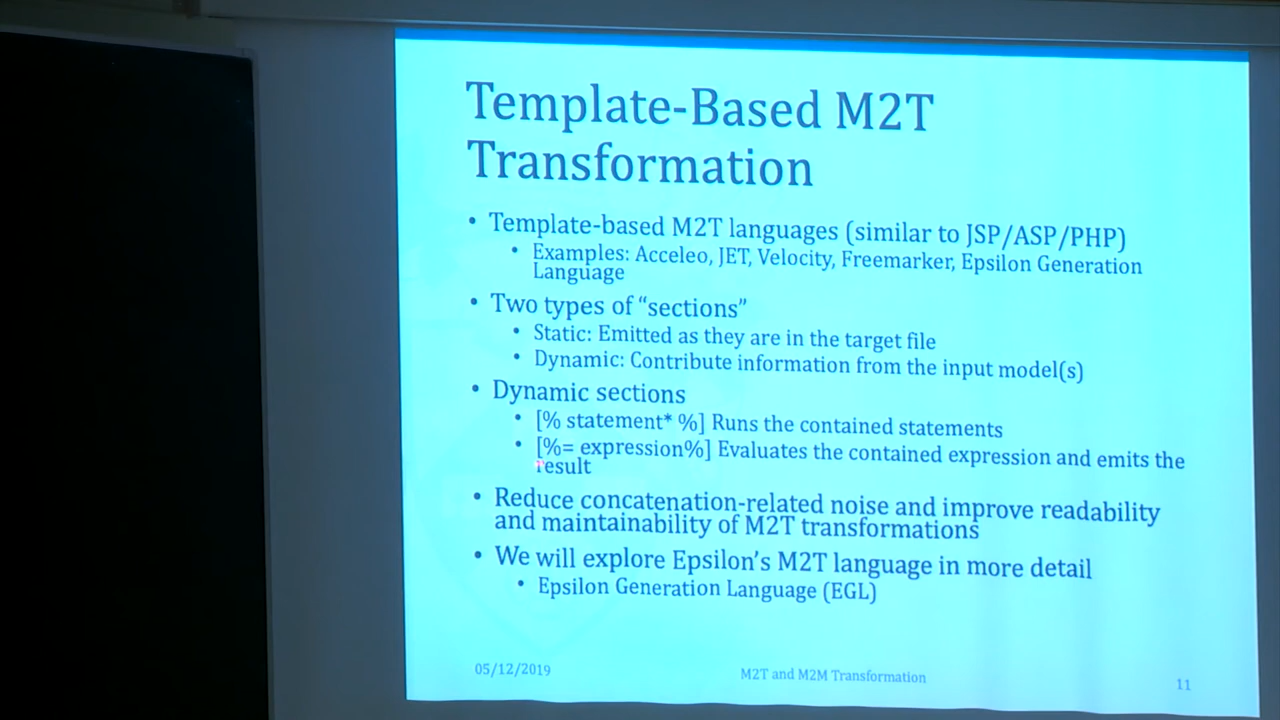 Template-Based M2T
Transformation
• Template-based M2T languages (similar to JSP/ASP/PHP)
• Examples: Acceleo, JET, Velocity, Freemarker, Epsilon Generation
Language
• Two types of “sections”
• Static: Emitted as they are in the target file
• Dynamic: Contribute information from the input model(s)
• Dynamic sections
• [% statement* %] Runs the contained statements
• [%= expression%] Evaluates the contained expression and emits the
result
• Reduce concatenation-related noise and improve readability
and maintainability of M2T transformations
• We will explore Epsilon’s M2T language in more detail
• Epsilon Generation Language (EGL)
05/12/2019
M2T and M2M Transformation
11